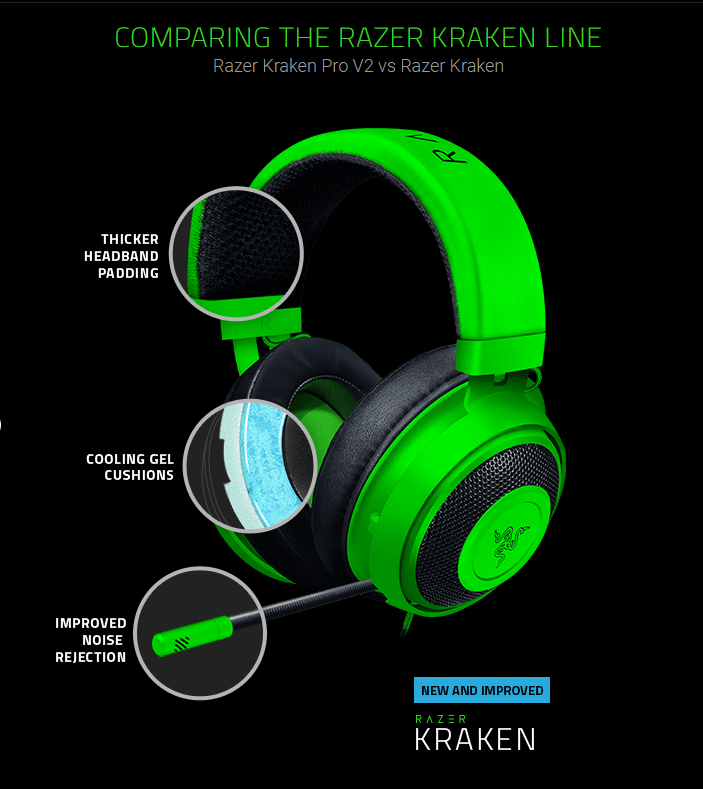 COMPARING THE RAZER KRAKEN LINE
Razer Kraken Pro V2 vs Razer Kraken
THICKER
HEADBAND
PADDING
COOLING GEL
CUSHIONS
IMPROVED
NOISE
REJECTION
NEW AND IMPROVED
RAZER
KRAKEN